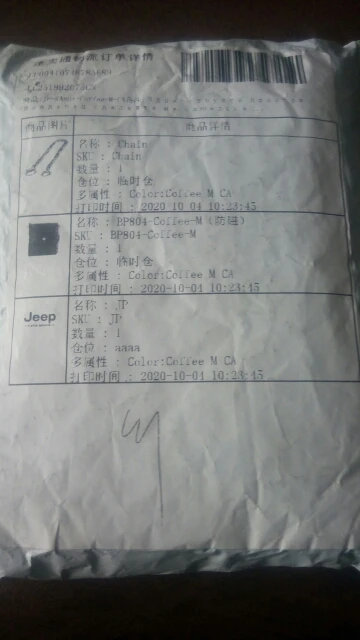 订单详情
商品图片 商品详情
名称 : Chain
SKU : Chain
数量 : 1
仓位 : 临时仓
多属性 : Color:Coffee M CA
打印时间 : 2020-10-04 10:23:45
名称 : BP804-Coffee-M (防磁)
SKU : BP804-Coffee-M
数量 : 1
仓位 : 临时仓
多属性 : Color:Coffee M CA
打印时间 : 2020-10-04 10:23:45
Jeep
名称 : JP
SKU : JP
数量 : 1
仓位 : aaaa
多属性 : Color:Coffee M CA
打印时间 : 2020-10-04 10:23:45